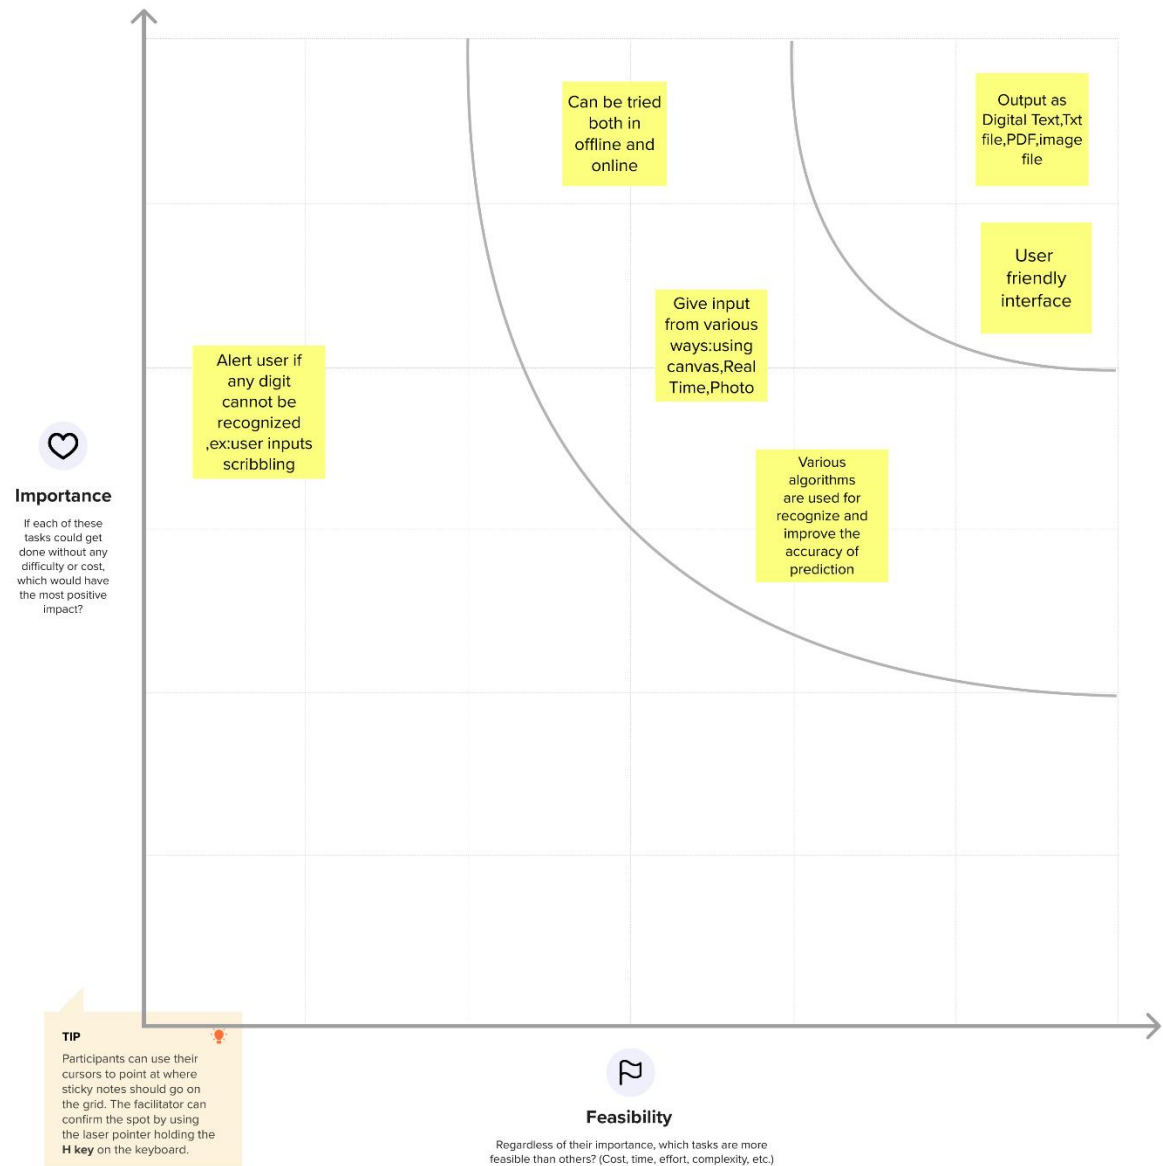 Can be tried
both in
offline and
online
Output as
Digital Text,Txt
file,PDF,image
file
User
friendly
interface
Give input
from various
ways:using
canvas,Real
Time,Photo
Alert user if
any digit
cannot be
recognized
,ex:user inputs
scribbling
Various
algorithms
are used for
recognize and
improve the
accuracy of
prediction
Importance
If each of these
tasks could get
done without any
difficulty or cost,
which would have
the most positive
impact?
TIP
Participants can use their
cursors to point at where
sticky notes should go on
the grid. The facilitator can
confirm the spot by using
the laser pointer holding the
H key on the keyboard.
Feasibility
Regardless of their importance, which tasks are more
feasible than others? (Cost, time, effort, complexity, etc.)